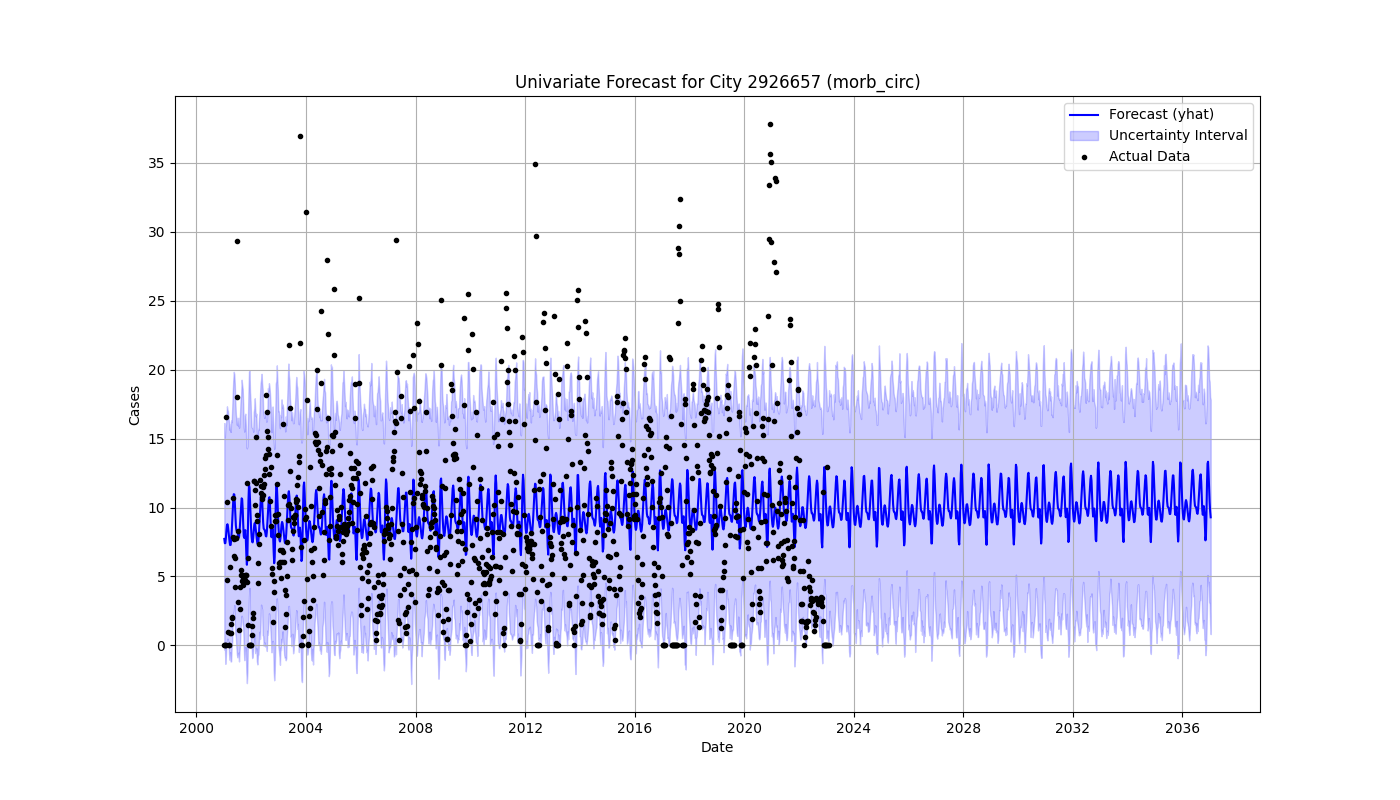 Univariate Forecast for City 2926657 (morb_circ)
Forecast (yhat)
Uncertainty Interval
Actual Data
Cases
35
30
25
20
15
10
5
0
2000 2004 2008 2012 2016 2020 2024 2028 2032 2036
Date